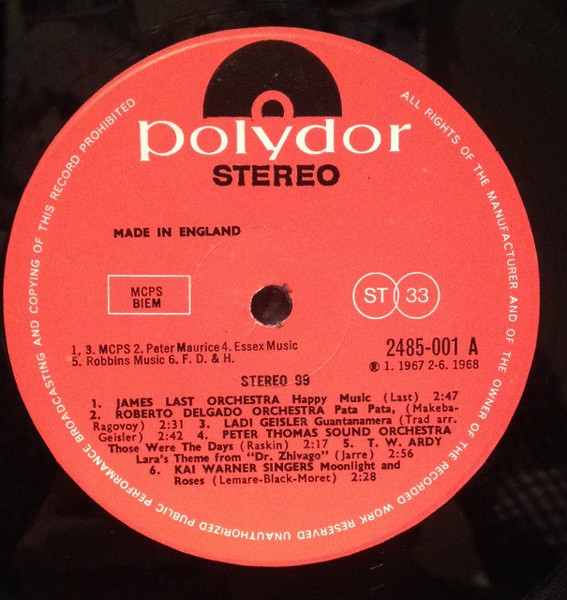 polydor
STEREO
MADE IN ENGLAND
MCPS
BIEM
ST 33
1, 3. MCPS 2. Peter Maurice 4. Essex Music
5. Robbins Music 6. F. D. & H.
2485-001 A
℗ 1. 1967 2-6. 1968
STEREO 99
1. JAMES LAST ORCHESTRA Happy Music (Last) 2:47
2. ROBERTO DELGADO ORCHESTRA Pata Pata, (Makeba-
Ragovoy) 2:31 3. LADI GEISLER Guantanamera (Trad arr.
Geisler) 2:42 4. PETER THOMAS SOUND ORCHESTRA
Those Were The Days (Raskin) 2:17 5. T. W. ARDY
Lara's Theme from "Dr. Zhivago" (Jarre) 2:56
6. KAI WARNER SINGERS Moonlight and
Roses (Lemare-Black-Moret) 2:28
ALL RIGHTS OF THE MANUFACTURER AND OF THE OWNER OF THE RECORDED WORK RESERVED UNAUTHORIZED PUBLIC PERFORMANCE BROADCASTING AND COPYING OF THIS RECORD PROHIBITED